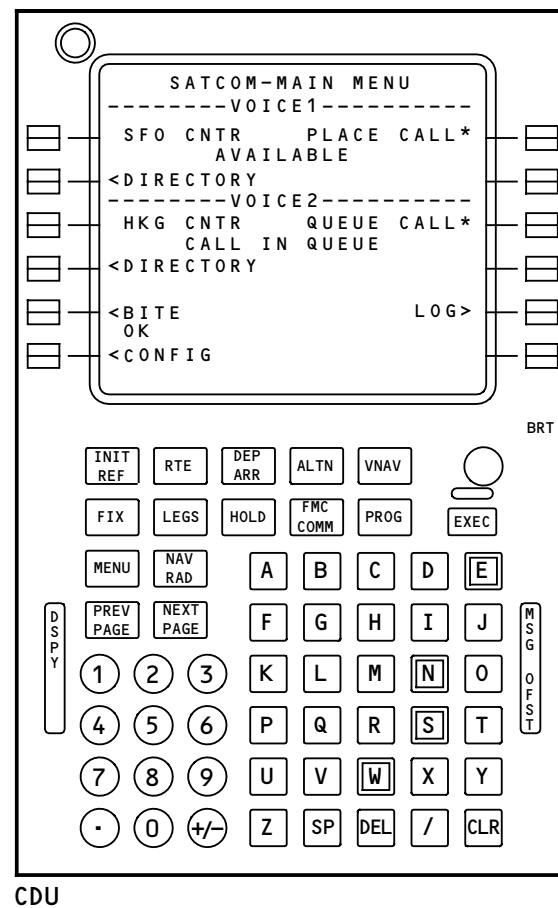 SATCOM-MAIN MENU
--------VOICE1----------
SFO CNTR PLACE CALL*
AVAILABLE
<DIRECTORY
--------VOICE2----------
HKG CNTR QUEUE CALL*
CALL IN QUEUE
<DIRECTORY
<BITE LOG>
OK
<CONFIG
BRT
INIT REF
RTE
DEP ARR
ALTN
VNAV
FIX
LEGS
HOLD
FMC COMM
PROG
EXEC
MENU
NAV RAD
PREV PAGE
NEXT PAGE
DSPY
A B C D E
F G H I J
K L M N O
P Q R S T
U V W X Y
Z SP DEL / CLR
1 2 3
4 5 6
7 8 9
. 0 +/-
MSG OFST
CDU